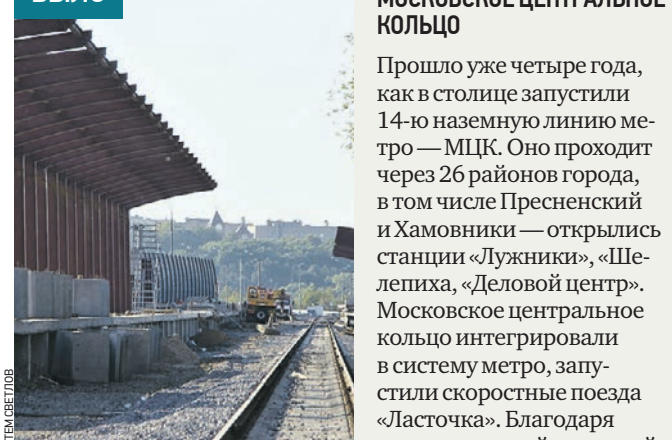 БЫЛО
МОСКОВСКОЕ ЦЕНТРАЛЬНОЕ
КОЛЬЦО
Прошло уже четыре года,
как в столице запустили
14-ю наземную линию ме-
тро — МЦК. Оно проходит
через 26 районов города,
в том числе Пресненский
и Хамовники — открылись
станции «Лужники», «Ше-
лепиха, «Деловой центр».
Московское центральное
кольцо интегрировали
в систему метро, запу-
стили скоростные поезда
«Ласточка». Благодаря
ТЕМ СВЕТЛОВ